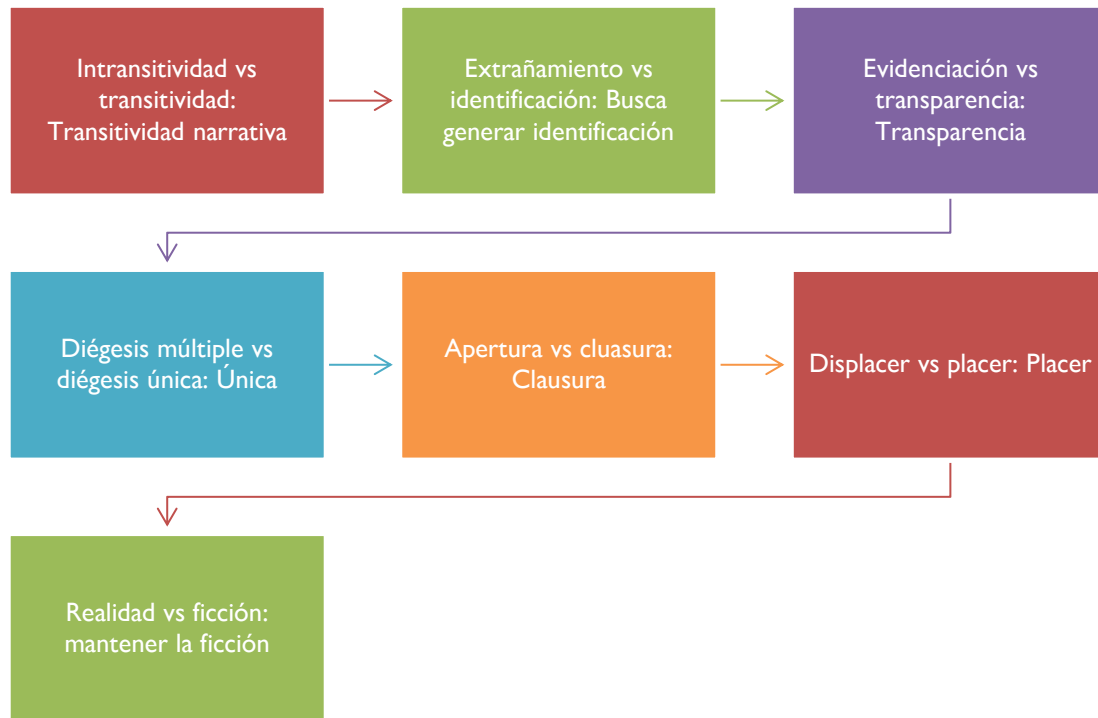 Intransitividad vs
transitividad:
Transitividad narrativa
Extrañamiento vs
identificación: Busca
generar identificación
Evidenciación vs
transparencia:
Transparencia
Diégesis múltiple vs
diégesis única: Única
Apertura vs cluasura:
Clausura
Displacer vs placer: Placer
Realidad vs ficción:
mantener la ficción